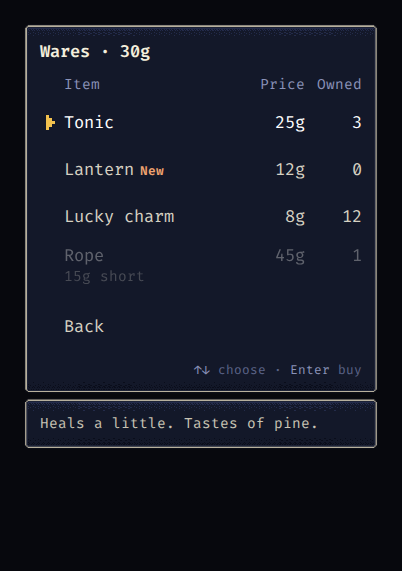 Wares · 30g
Item Price Owned
Tonic 25g 3
Lantern New 12g 0
Lucky charm 8g 12
Rope 45g 1
15g short
Back
↑↓ choose · Enter buy
Heals a little. Tastes of pine.